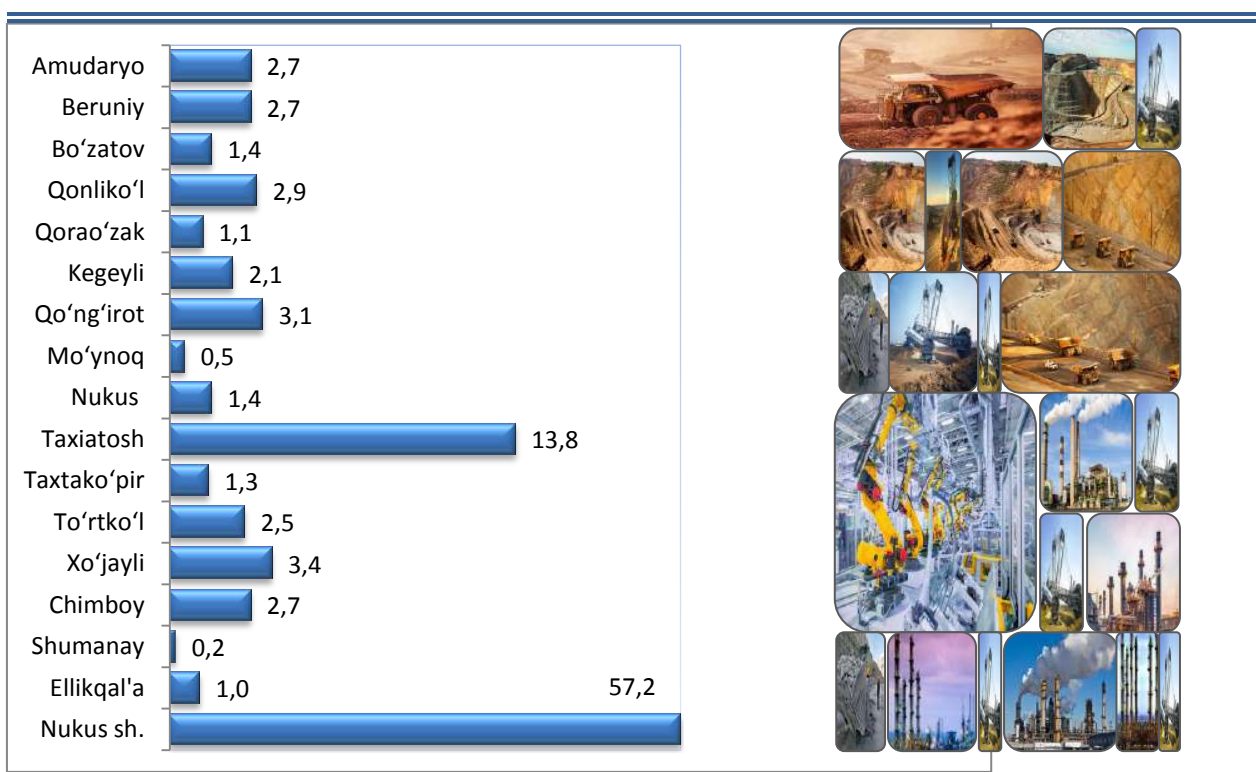 Amudaryo 2,7
Beruniy 2,7
Bo‘zatov 1,4
Qonliko‘l 2,9
Qorao‘zak 1,1
Kegeyli 2,1
Qo‘ng‘irot 3,1
Mo‘ynoq 0,5
Nukus 1,4
Taxiatosh 13,8
Taxtako‘pir 1,3
To‘rtko‘l 2,5
Xo‘jayli 3,4
Chimboy 2,7
Shumanay 0,2
Ellikqal'a 1,0
57,2
Nukus sh.